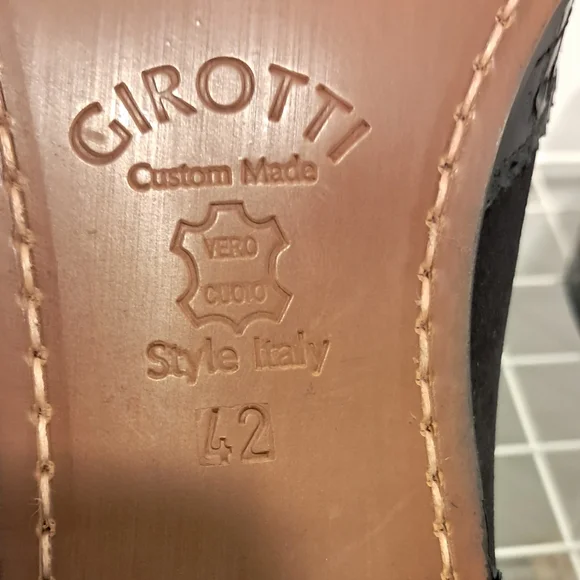 GIROTTI
Custom Made
VERO
CUOIO
Style Italy
42